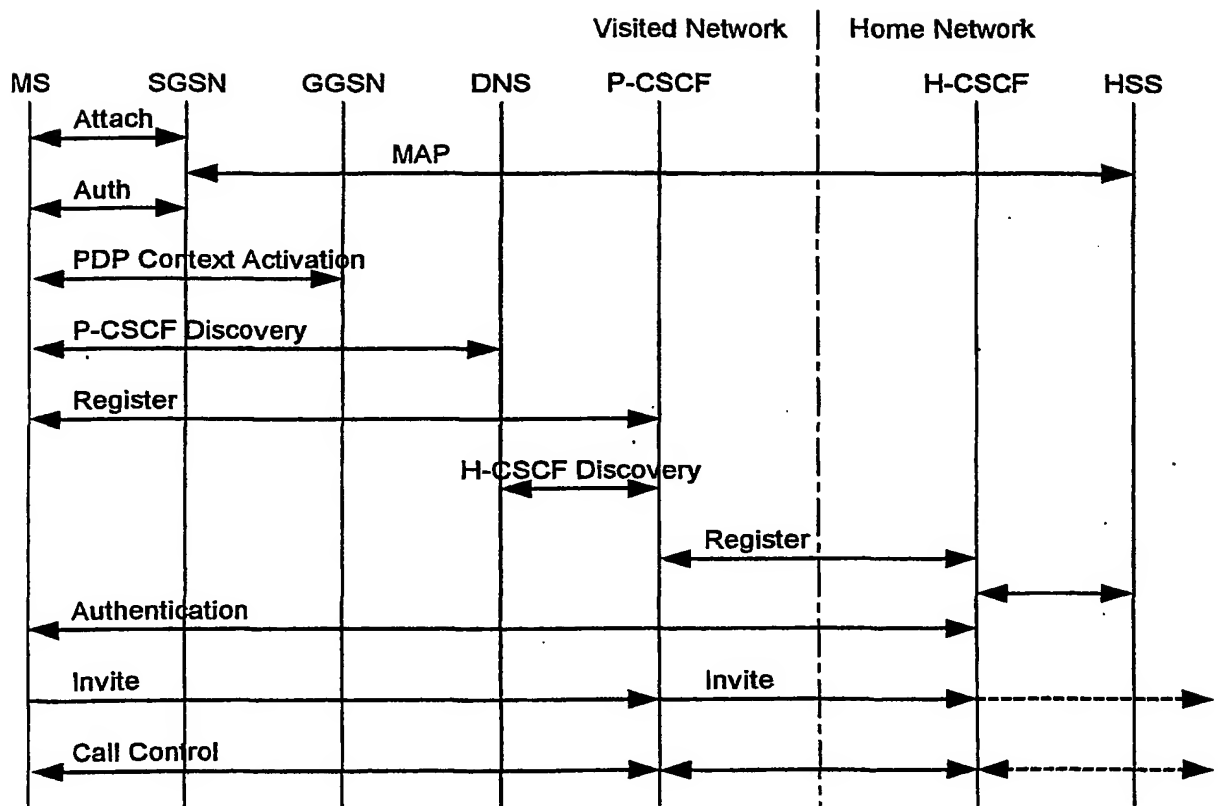 Visited Network Home Network
MS SGSN GGSN DNS P-CSCF H-CSCF HSS
Attach
MAP
Auth
PDP Context Activation
P-CSCF Discovery
Register
H-CSCF Discovery
Register
Authentication
Invite Invite
Call Control